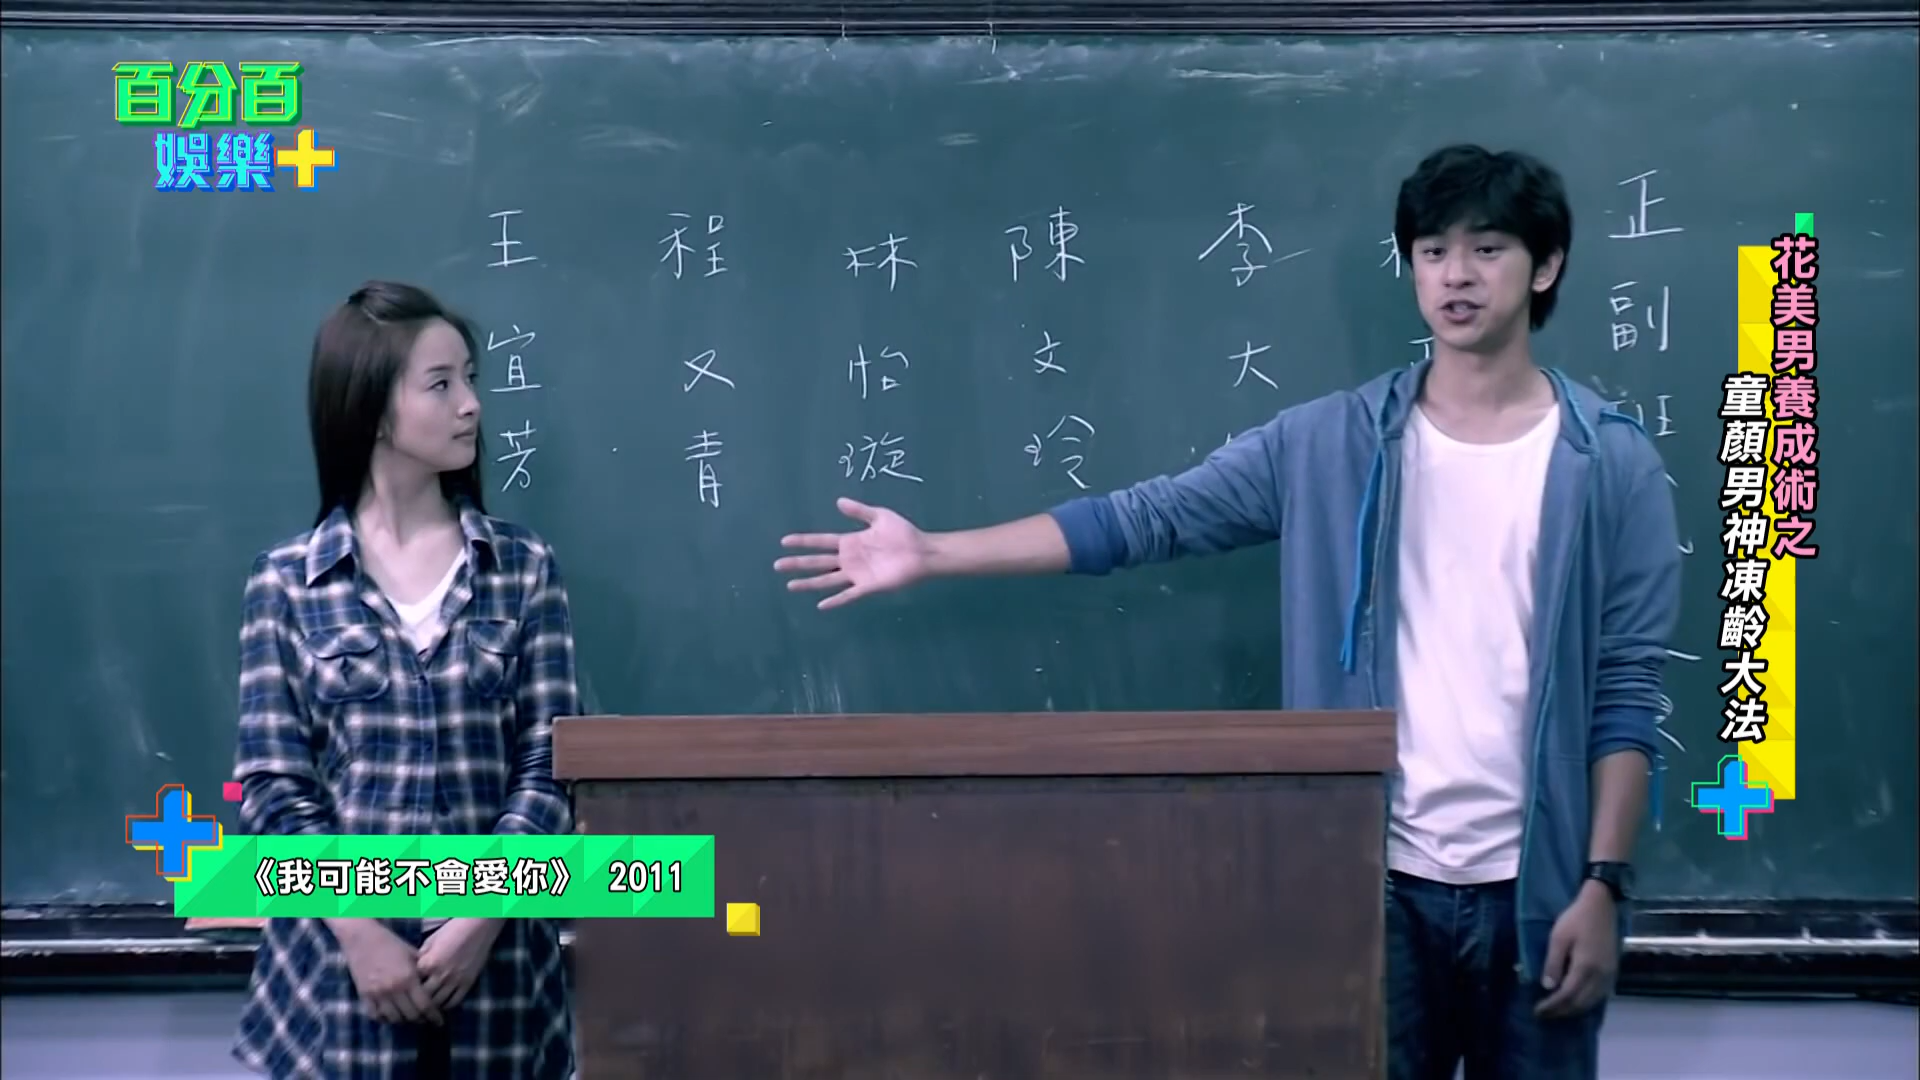 百分百
娛樂+
花美男養成術之
童顏男神凍齡大法
正副班
李大
陳文玲
林怡璇
程又青
王宜芳
《我可能不會愛你》 2011